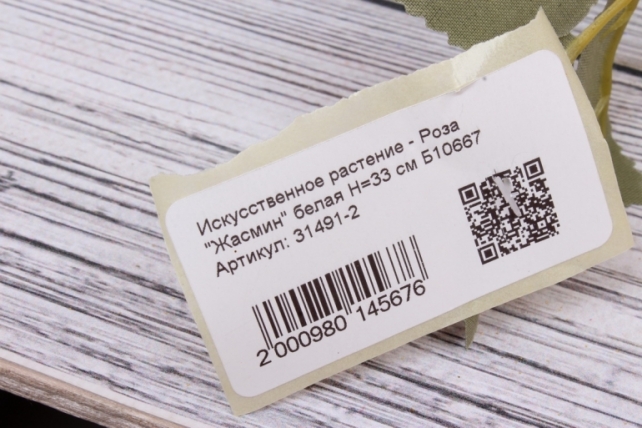 Искусственное растение - Роза
"Жасмин" белая H=33 см Б10667
Артикул: 31491-2
2 000980 145676